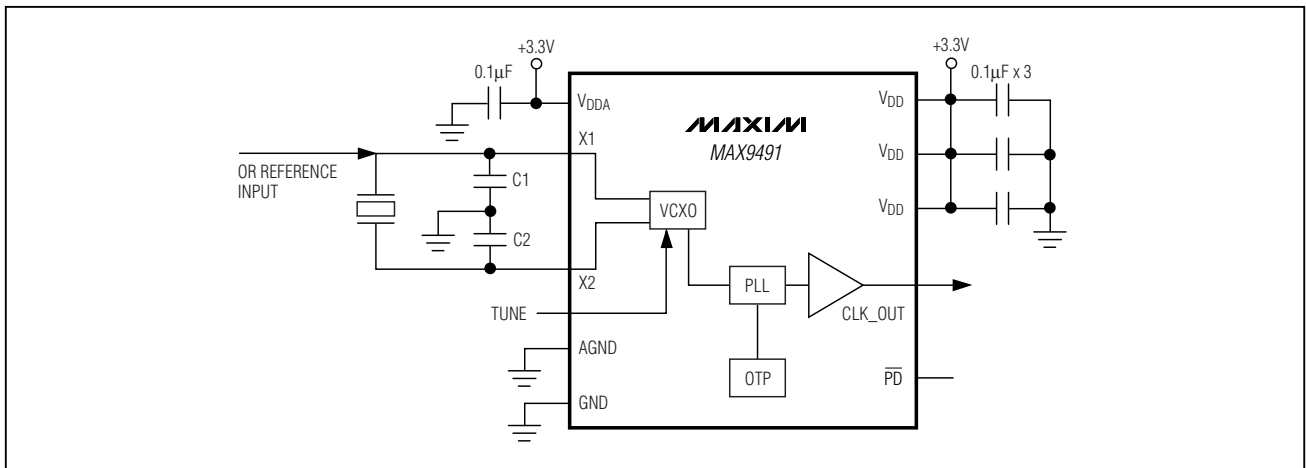 +3.3V
0.1µF
VDDA
X1
OR REFERENCE
INPUT
C1
C2
X2
TUNE
AGND
GND
MAXIM
MAX9491
VCXO
PLL
OTP
CLK_OUT
+3.3V
0.1µF x 3
VDD
VDD
VDD
PD